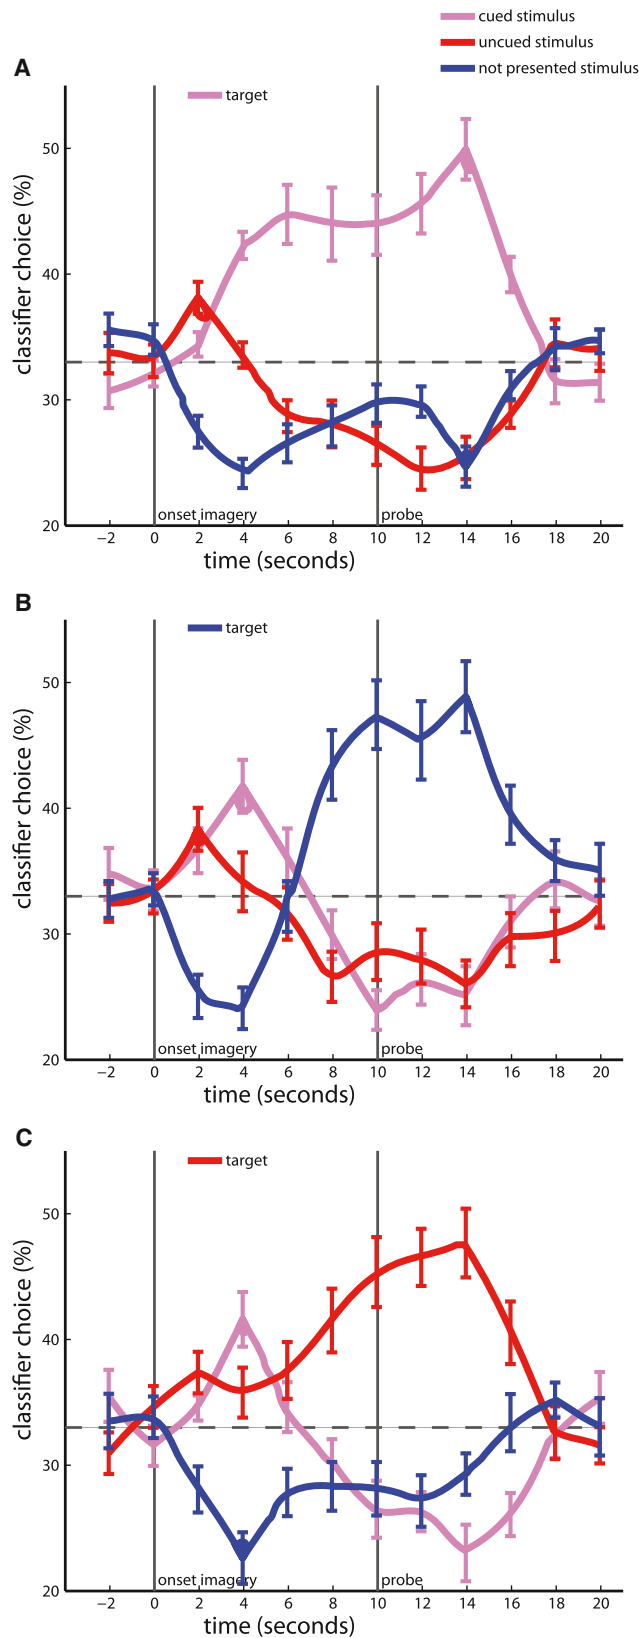 cued stimulus
uncued stimulus
not presented stimulus
A
target
classifier choice (%)
50
40
30
20
onset imagery
probe
−2 0 2 4 6 8 10 12 14 16 18 20
time (seconds)
B
target
classifier choice (%)
50
40
30
20
onset imagery
probe
−2 0 2 4 6 8 10 12 14 16 18 20
time (seconds)
C
target
classifier choice (%)
50
40
30
20
onset imagery
probe
−2 0 2 4 6 8 10 12 14 16 18 20
time (seconds)